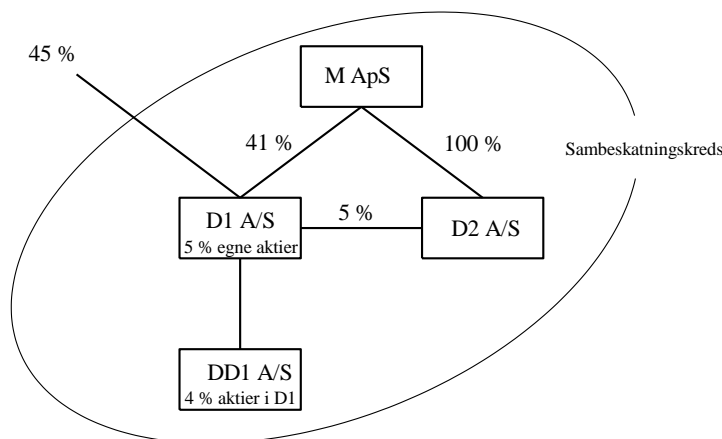 45 %
M ApS
41 %
100 %
Sambeskatningskreds
D1 A/S
5 % egne aktier
5 %
D2 A/S
DD1 A/S
4 % aktier i D1